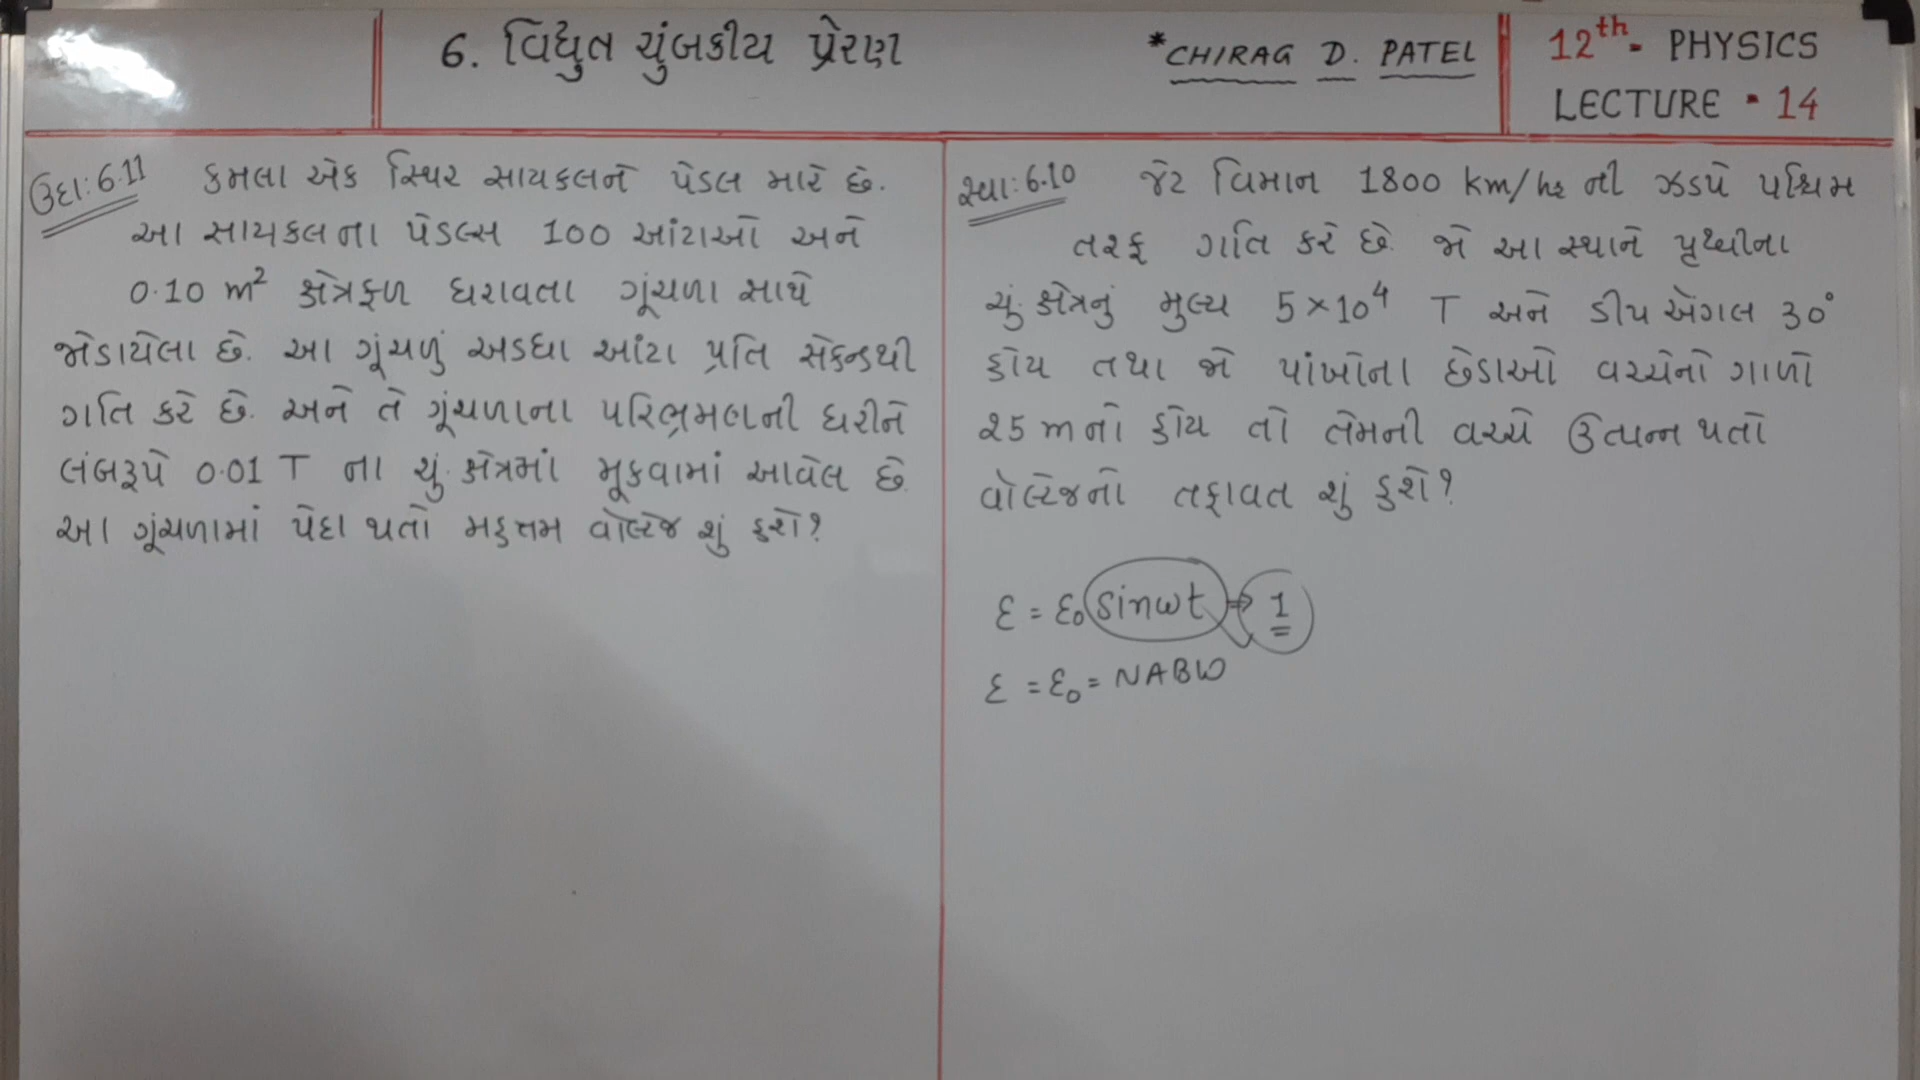 6. વિદ્યુત ચુંબકીય પ્રેરણ
*CHIRAG D. PATEL
12th- PHYSICS
LECTURE - 14
ઉદા:6.11 કમલા એક સ્થિર સાયકલને પેડલ મારે છે.
આ સાયકલના પેડલ્સ 100 આંટાઓ અને
0.10 m² ક્ષેત્રફળ ધરાવતા ગૂંચળા સાથે
જોડાયેલા છે. આ ગૂંચળું અડધા આંટા પ્રતિ સેકન્ડથી
ગતિ કરે છે. અને તે ગૂંચળાના પરિભ્રમણની ધરીને
લંબરૂપે 0.01 T ના ચું. ક્ષેત્રમાં મૂકવામાં આવેલ છે
આ ગૂંચળામાં પેદા થતો મહત્તમ વોલ્ટેજ શું હશે?
સ્વા:6.10 જેટ વિમાન 1800 km/hr ની ઝડપે પશ્ચિમ
તરફ ગતિ કરે છે. જો આ સ્થાને પૃથ્વીના
ચું. ક્ષેત્રનું મુલ્ય 5×10⁴ T અને ડીપ એંગલ 30°
હોય તથા જો પાંખોના છેડાઓ વચ્ચેનો ગાળો
25 m નો હોય તો તેમની વચ્ચે ઉત્પન્ન થતો
વોલ્ટેજનો તફાવત શું હશે?
ε = ε₀ sinωt → 1
ε = ε₀ = NABω